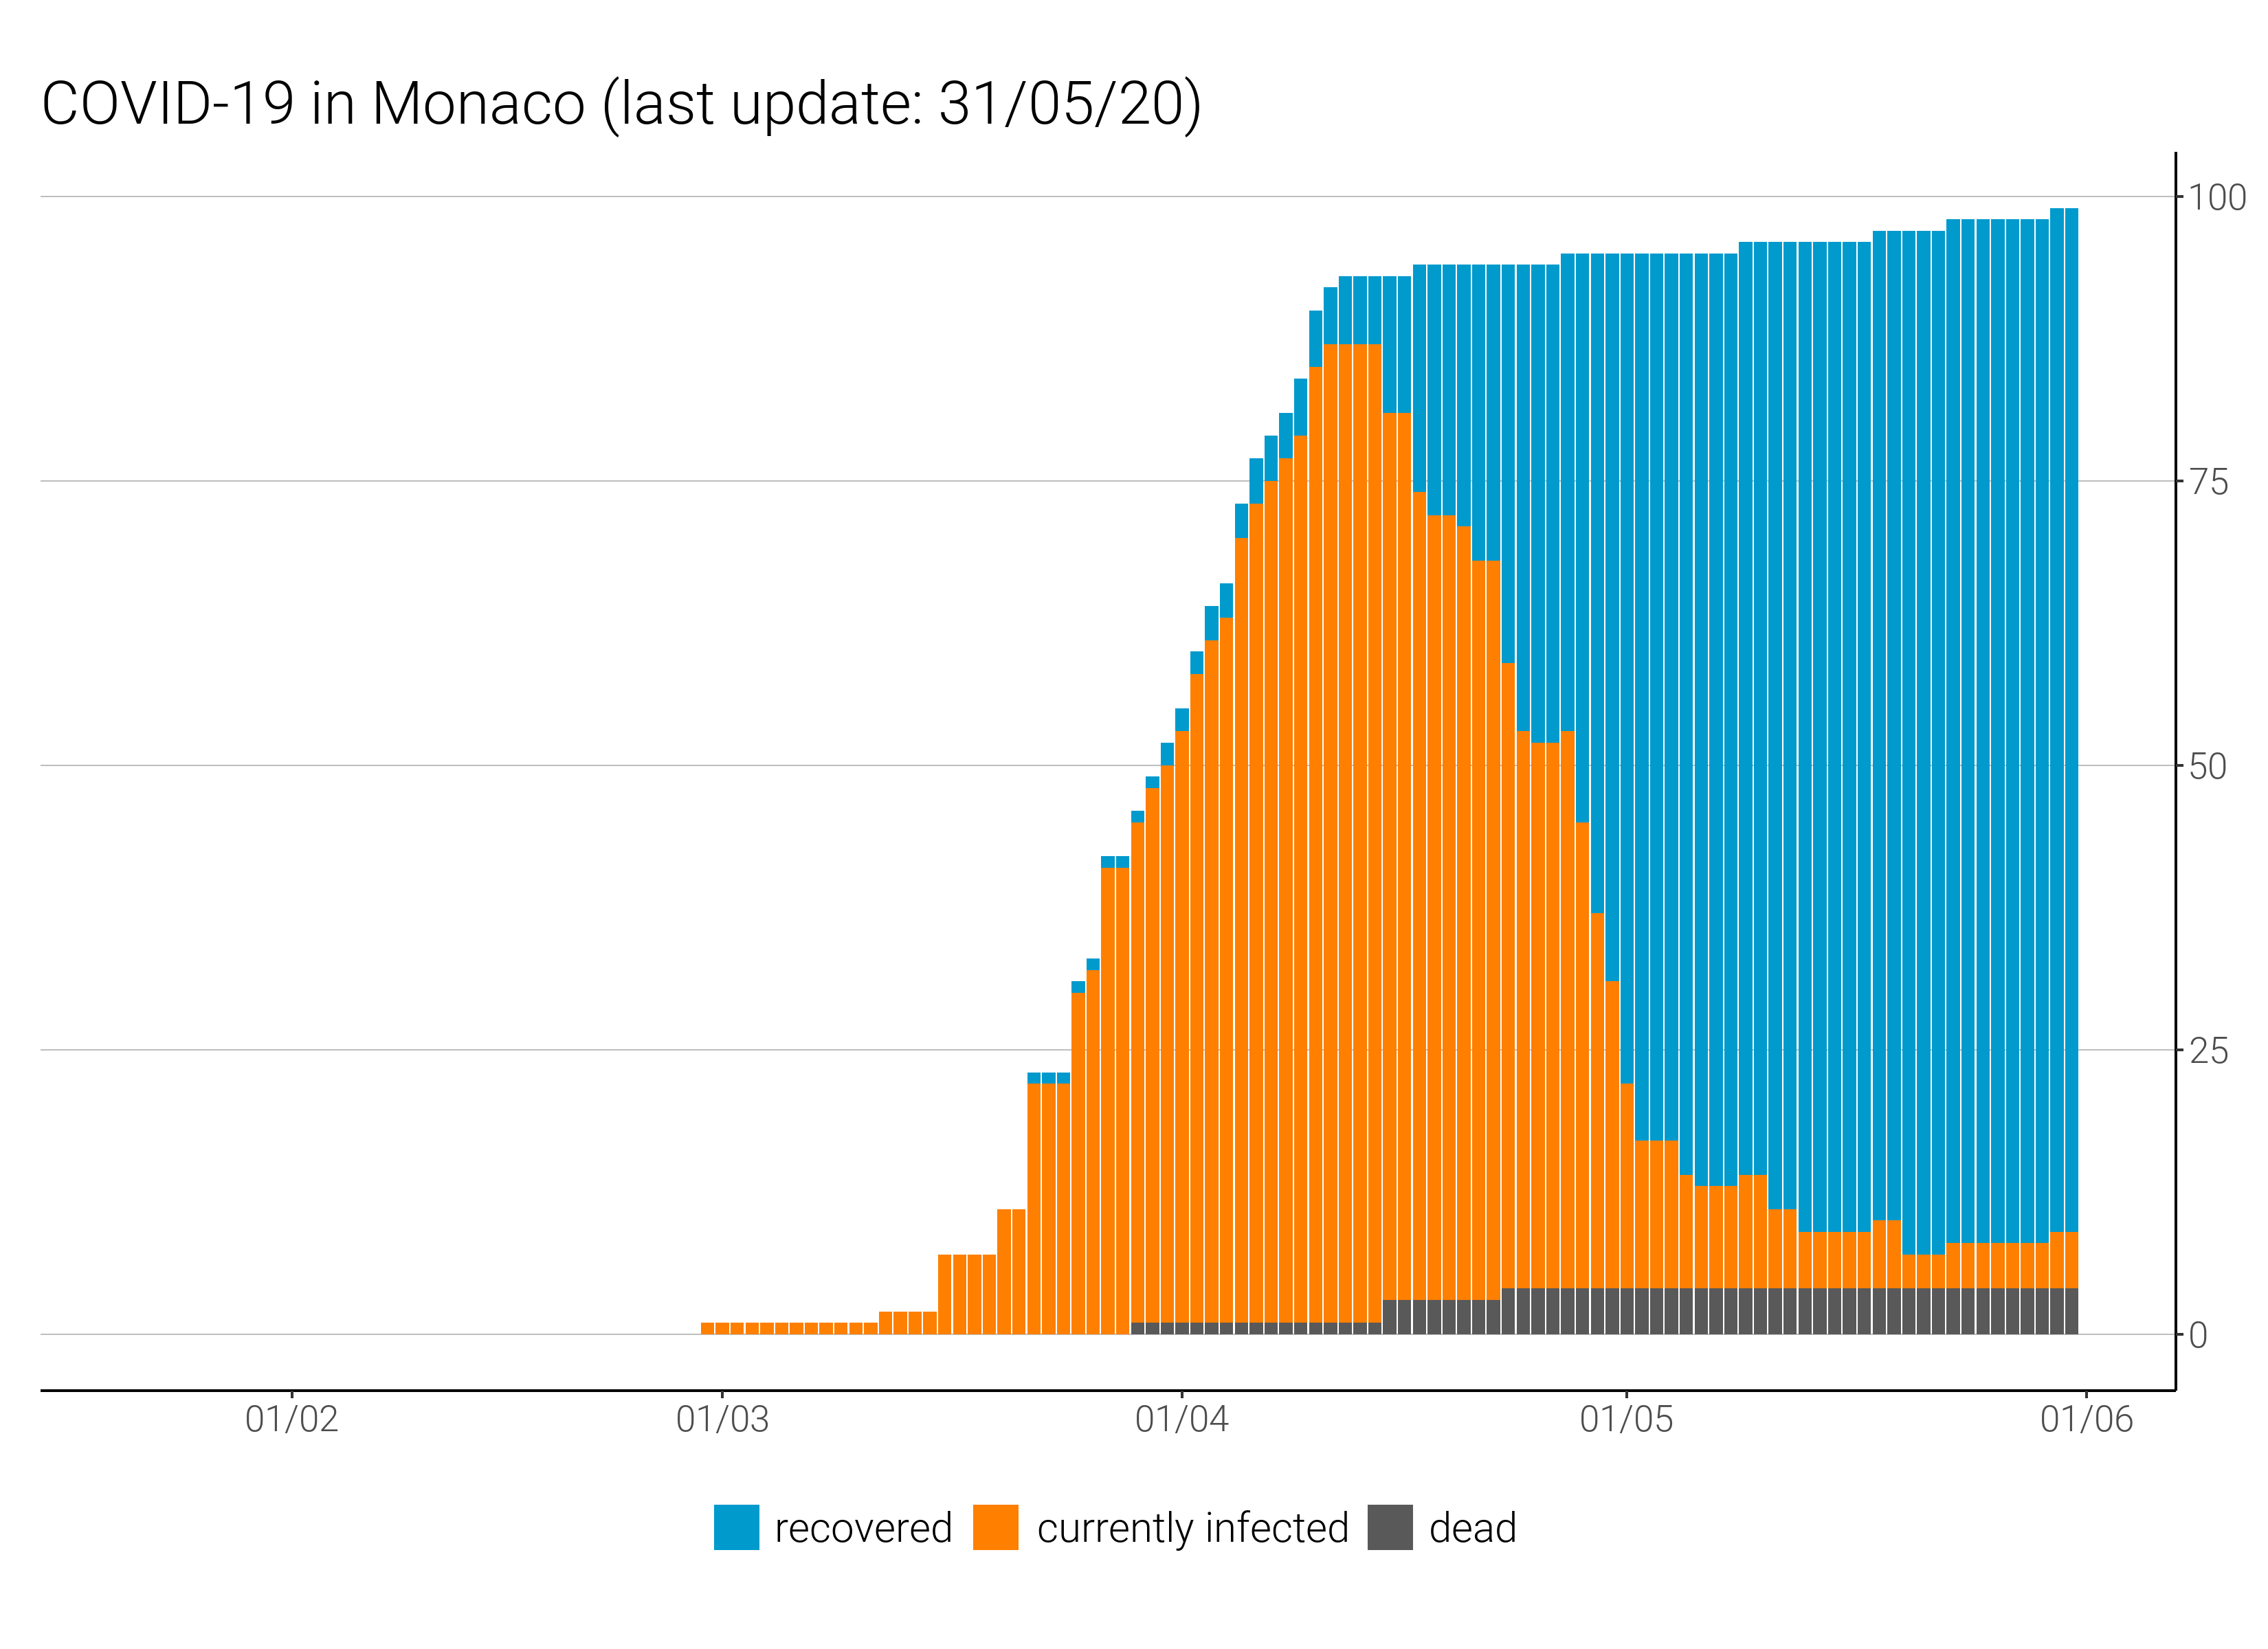 COVID-19 in Monaco (last update: 31/05/20)
100
75
50
25
0
01/02 01/03 01/04 01/05 01/06
recovered currently infected dead